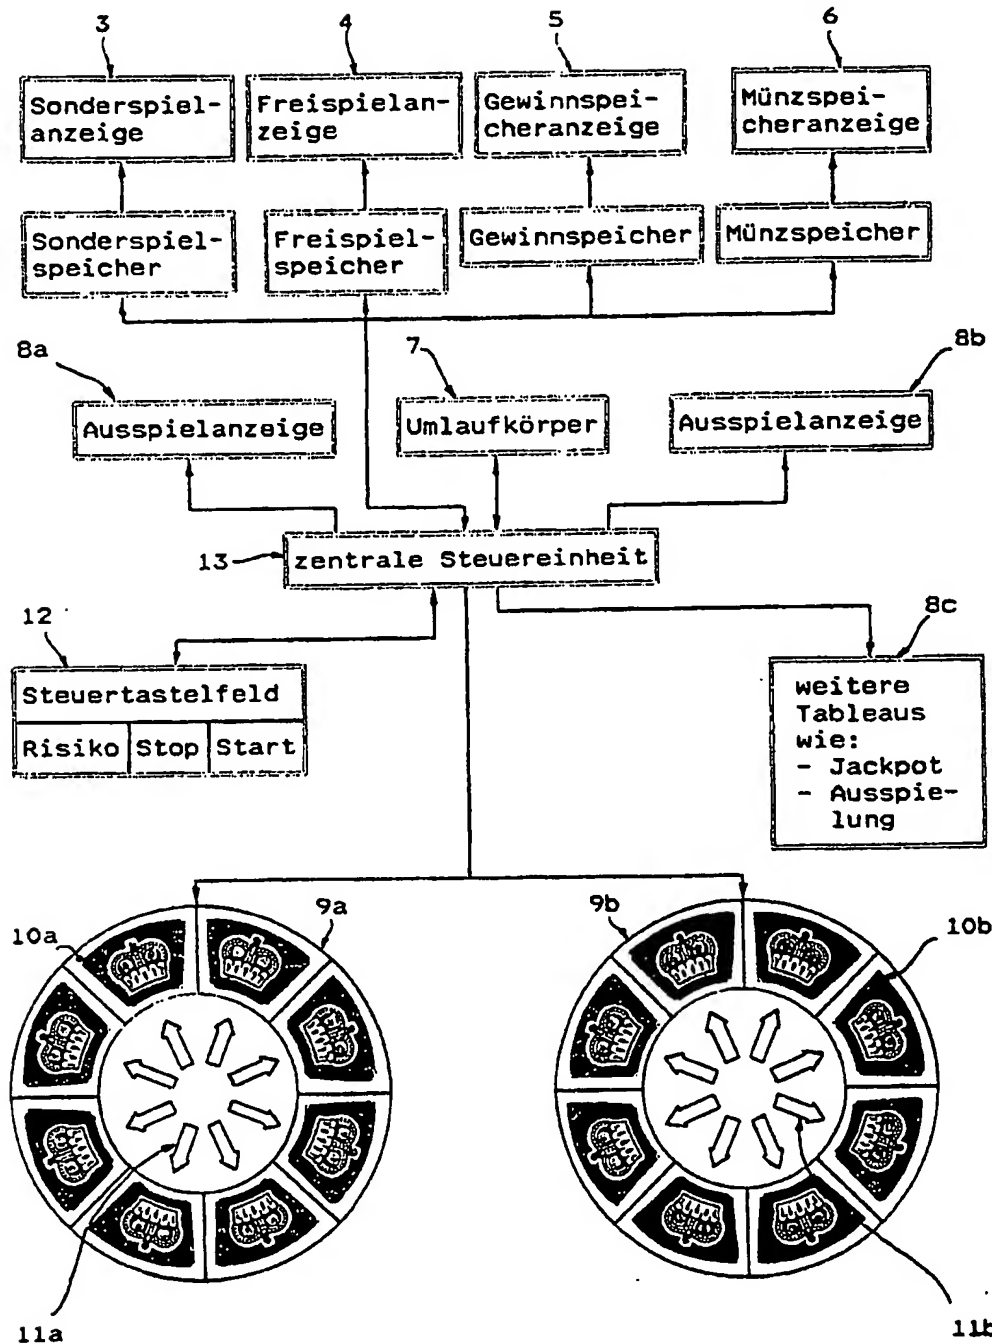 3
4
5
6
Sonderspiel-
anzeige
Freispielan-
zeige
Gewinnspei-
cheranzeige
Münzspei-
cheranzeige
Sonderspiel-
speicher
Freispiel-
speicher
Gewinnspeicher
Münzspeicher
8a
7
8b
Ausspielanzeige
Umlaufkörper
Ausspielanzeige
13
zentrale Steuereinheit
12
8c
Steuertastelfeld
Risiko Stop Start
weitere
Tableaus
wie:
- Jackpot
- Ausspie-
lung
10a
9a
9b
10b
11a
11b